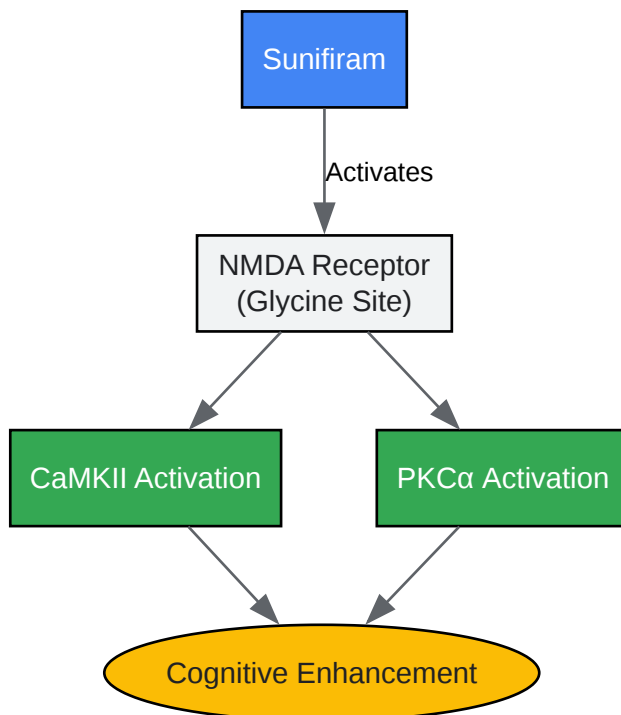 Sunifiram
Activates
NMDA Receptor
(Glycine Site)
CaMKII Activation
PKCα Activation
Cognitive Enhancement